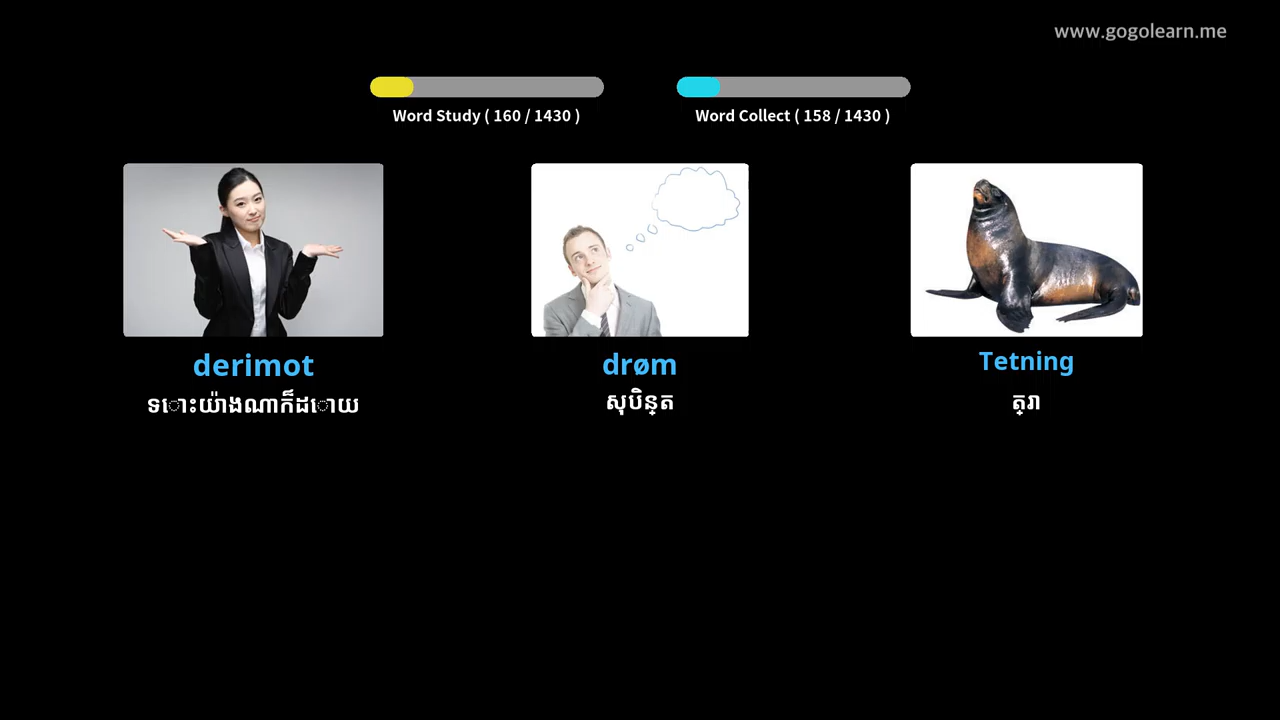 www.gogolearn.me
Word Study ( 160 / 1430 )
Word Collect ( 158 / 1430 )
derimot
drøm
Tetning
ទោះយ៉ាងណាក៏ដោយ
សុបិន្ត
ត្រា